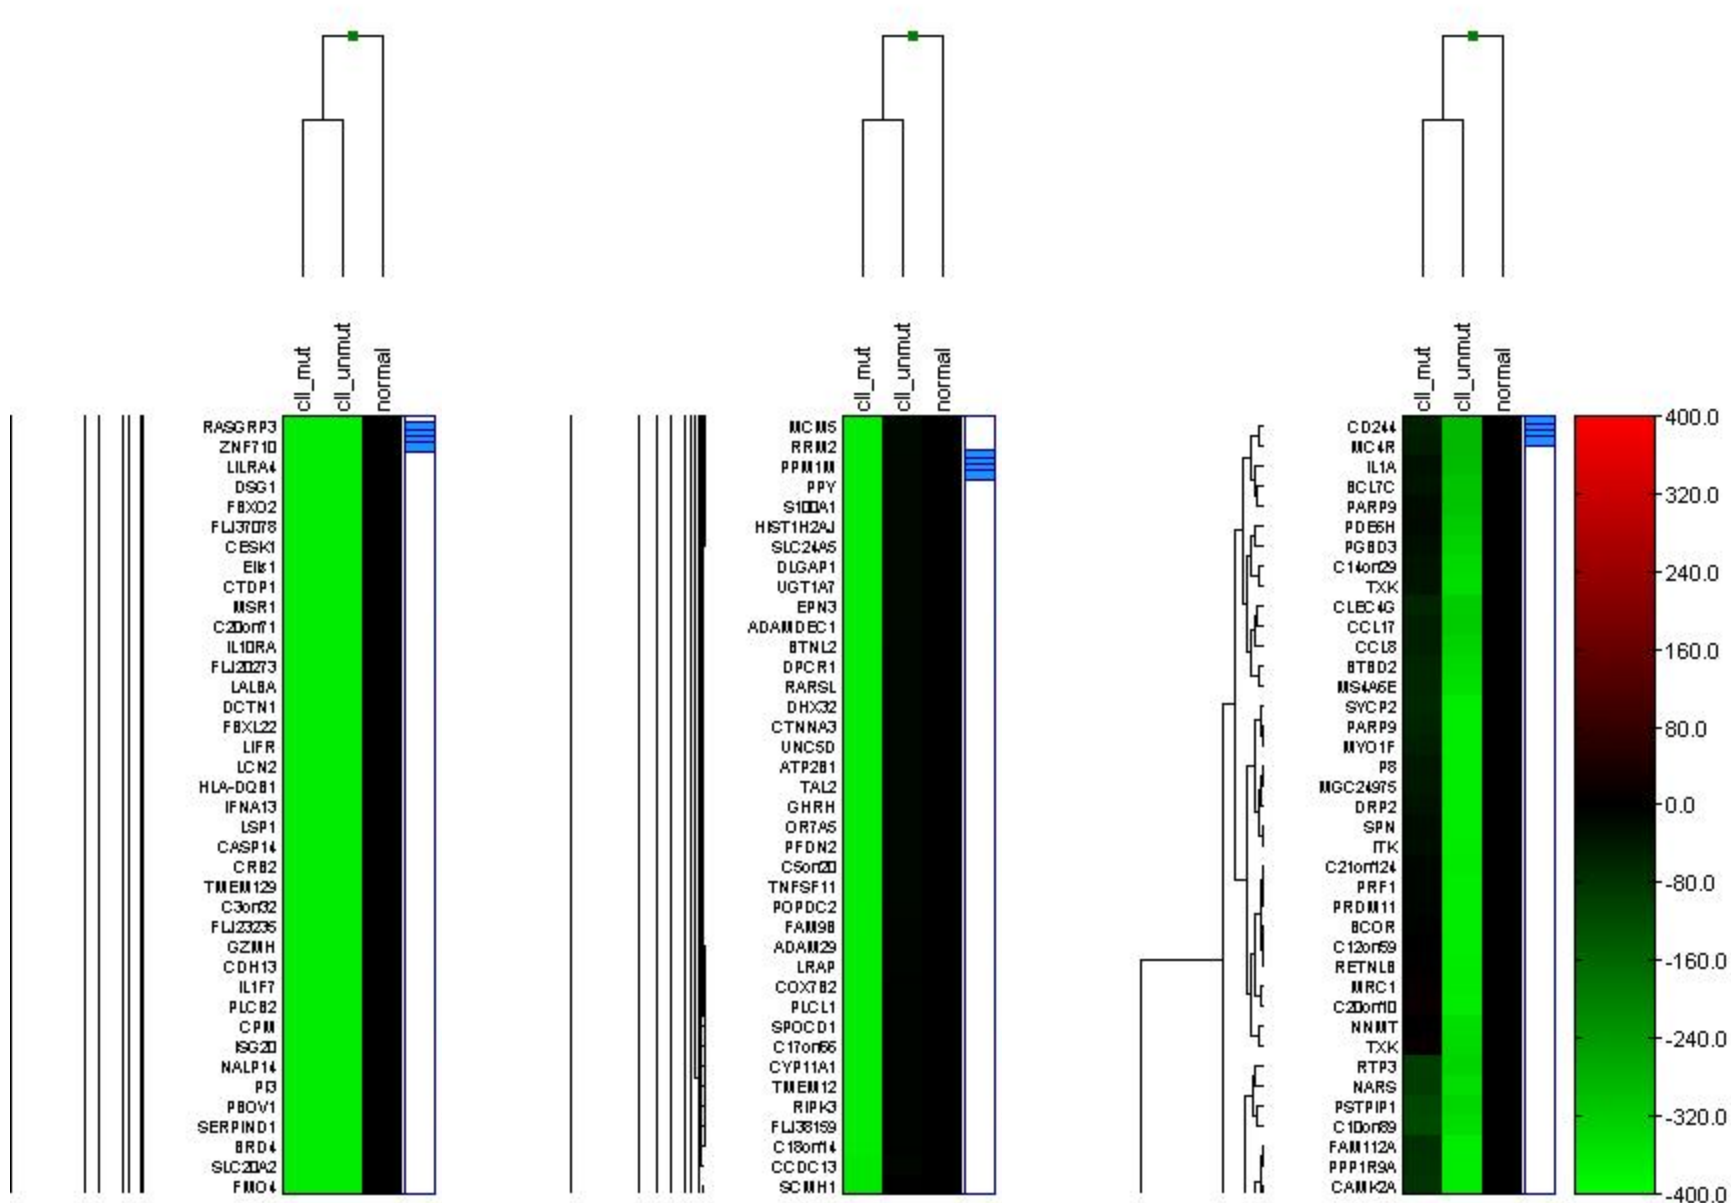 cll_mut
cll_unmut
normal
RASGRP3
ZNF710
LILRA4
DSG1
FBXO2
FLJ37078
CESK1
Ells1
CTDP1
MSR1
C20orf71
IL10RA
FLJ20273
LALBA
DCTN1
FBXL22
LIFR
LCN2
HLA-DQB1
IFNA13
LSP1
CASP14
CRB2
TMEM129
C3orf32
FLJ23235
GZMH
CDH13
IL1F7
PLCB2
CPM
ISG20
NALP14
PI3
PBOV1
SERPIND1
BRD4
SLC20A2
FMO4
cll_mut
cll_unmut
normal
MCM5
RRM2
PPM1M
PPY
S100A1
HIST1H2AJ
SLC24A5
DLGAP1
UGT1A7
EPN3
ADAMDEC1
BTNL2
DPCR1
RARSL
DHX32
CTNNA3
UNC5D
ATP2B1
TAL2
GHRH
OR7A5
PFDN2
C5orf20
TNFSF11
POPDC2
FAM9B
ADAM29
LRAP
COX7B2
PLCL1
SPOCD1
C17orf66
CYP11A1
TMEM12
RIPK3
FLJ38159
C18orf14
CCDC13
SCMH1
cll_mut
cll_unmut
normal
CD244
MC4R
IL1A
BCL7C
PARP9
PDE6H
PGBD3
C14orf29
TXK
CLEC4G
CCL17
CCL8
BTBD2
MS4A6E
SYCP2
PARP9
MYO1F
P8
MGC24975
DRP2
SPN
ITK
C21orf124
PRF1
PRDM11
BCOR
C12orf59
RETNLB
MRC1
C20orf10
NNMT
TXK
RTP3
NARS
PSTPIP1
C10orf89
FAM112A
PPP1R9A
CAMK2A
400.0
320.0
240.0
160.0
80.0
0.0
-80.0
-160.0
-240.0
-320.0
-400.0